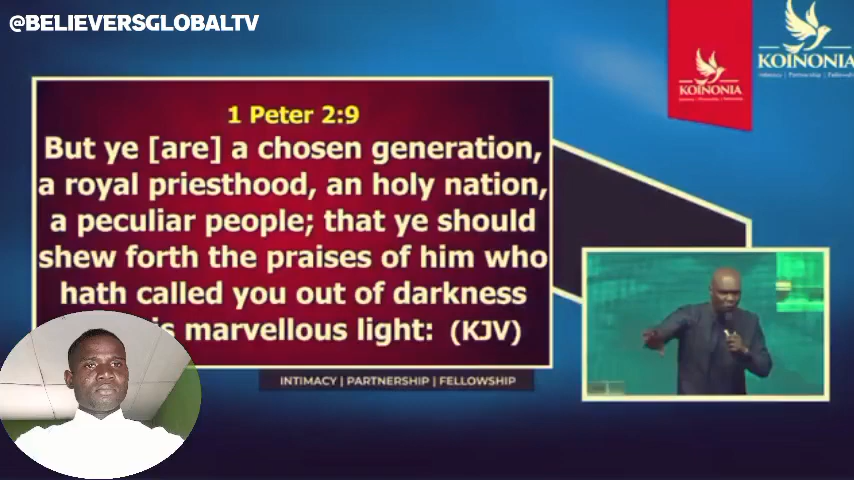 @BELIEVERSGLOBALTV
KOINONIA
KOINONIA
1 Peter 2:9
But ye [are] a chosen generation,
a royal priesthood, an holy nation,
a peculiar people; that ye should
shew forth the praises of him who
hath called you out of darkness
marvellous light: (KJV)
INTIMACY | PARTNERSHIP | FELLOWSHIP